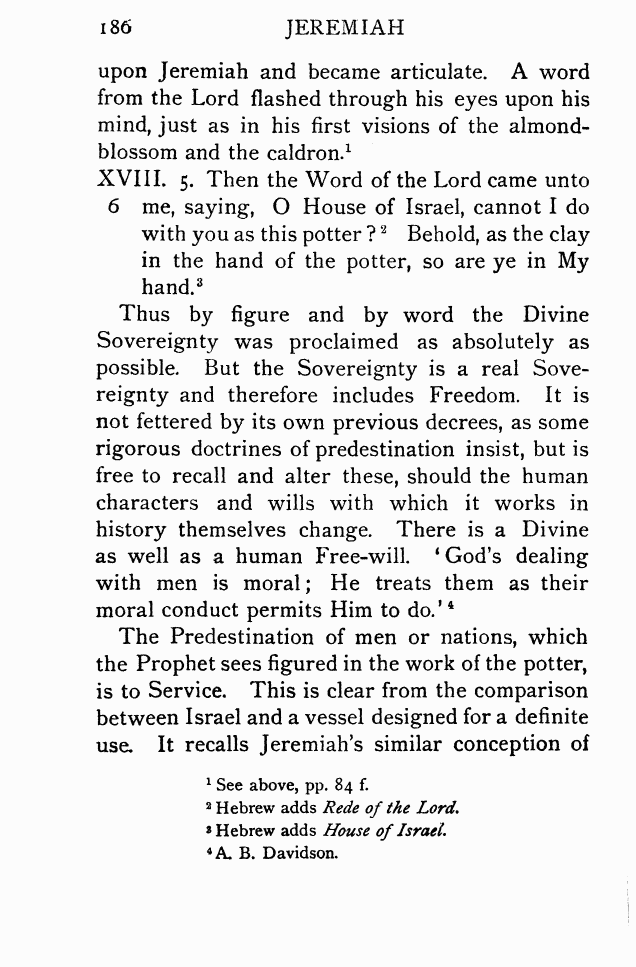 186 JEREMIAH
upon Jeremiah and became articulate. A word
from the Lord flashed through his eyes upon his
mind, just as in his first visions of the almond-
blossom and the caldron.¹
XVIII. 5. Then the Word of the Lord came unto
6 me, saying, O House of Israel, cannot I do
with you as this potter?² Behold, as the clay
in the hand of the potter, so are ye in My
hand.³
Thus by figure and by word the Divine
Sovereignty was proclaimed as absolutely as
possible. But the Sovereignty is a real Sove-
reignty and therefore includes Freedom. It is
not fettered by its own previous decrees, as some
rigorous doctrines of predestination insist, but is
free to recall and alter these, should the human
characters and wills with which it works in
history themselves change. There is a Divine
as well as a human Free-will. ‘God’s dealing
with men is moral; He treats them as their
moral conduct permits Him to do.’⁴
The Predestination of men or nations, which
the Prophet sees figured in the work of the potter,
is to Service. This is clear from the comparison
between Israel and a vessel designed for a definite
use. It recalls Jeremiah’s similar conception of
¹ See above, pp. 84 f.
² Hebrew adds Rede of the Lord.
³ Hebrew adds House of Israel.
⁴ A. B. Davidson.